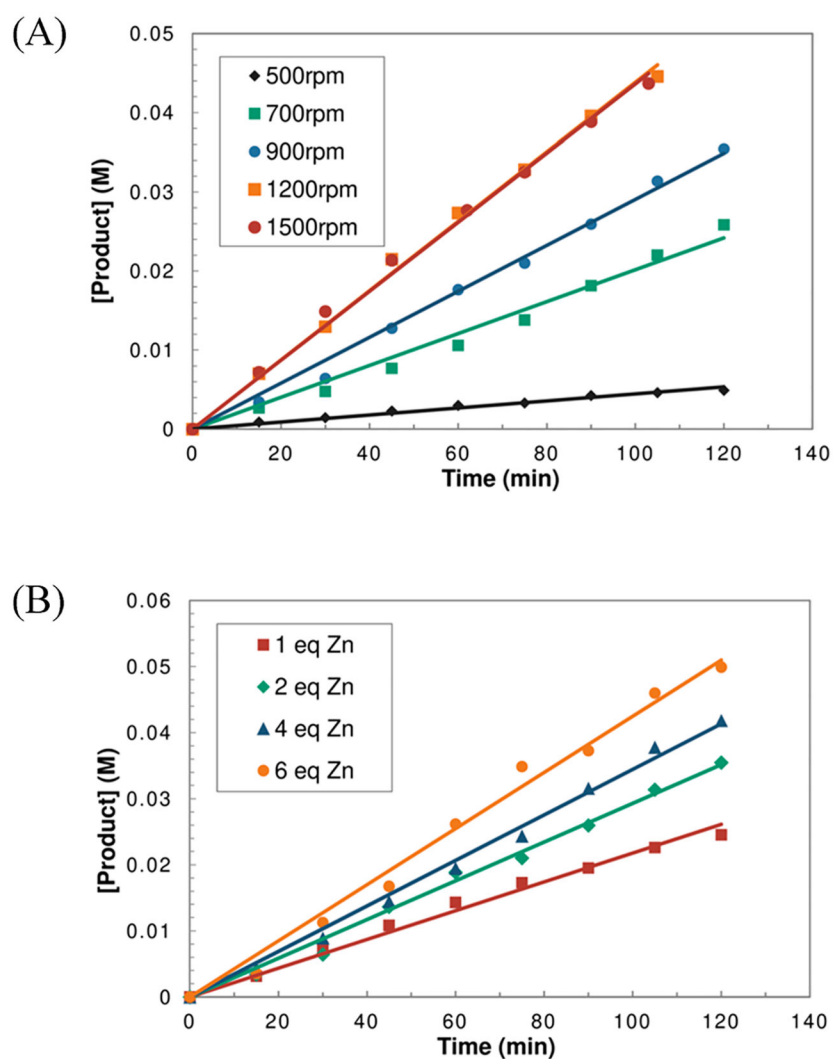 (A)
0.05
0.04
0.03
0.02
0.01
0
[Product] (M)
500rpm
700rpm
900rpm
1200rpm
1500rpm
0 20 40 60 80 100 120 140
Time (min)
(B)
0.06
0.05
0.04
0.03
0.02
0.01
0
[Product] (M)
1 eq Zn
2 eq Zn
4 eq Zn
6 eq Zn
0 20 40 60 80 100 120 140
Time (min)